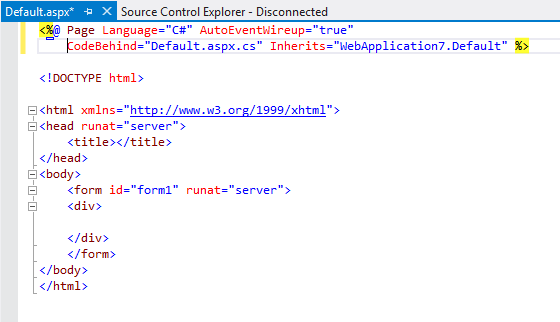 Default.aspx* Source Control Explorer - Disconnected
<%@ Page Language="C#" AutoEventWireup="true"
CodeBehind="Default.aspx.cs" Inherits="WebApplication7.Default" %>
<!DOCTYPE html>
<html xmlns="http://www.w3.org/1999/xhtml">
<head runat="server">
<title></title>
</head>
<body>
<form id="form1" runat="server">
<div>
</div>
</form>
</body>
</html>